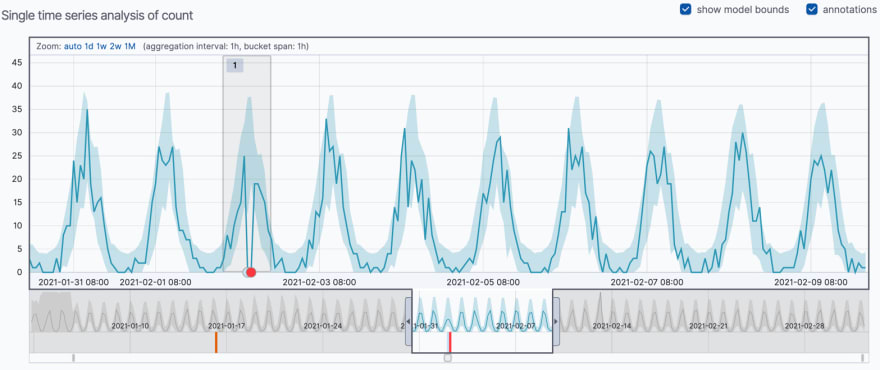 Single time series analysis of count
show model bounds annotations
Zoom: auto 1d 1w 2w 1M (aggregation interval: 1h, bucket span: 1h)
1
45
40
35
30
25
20
15
10
5
0
2021-01-31 08:00 2021-02-01 08:00 2021-02-03 08:00 2021-02-05 08:00 2021-02-07 08:00 2021-02-09 08:00
2021-01-10 2021-01-17 2021-01-24 2021-01-31 2021-02-07 2021-02-14 2021-02-21 2021-02-28